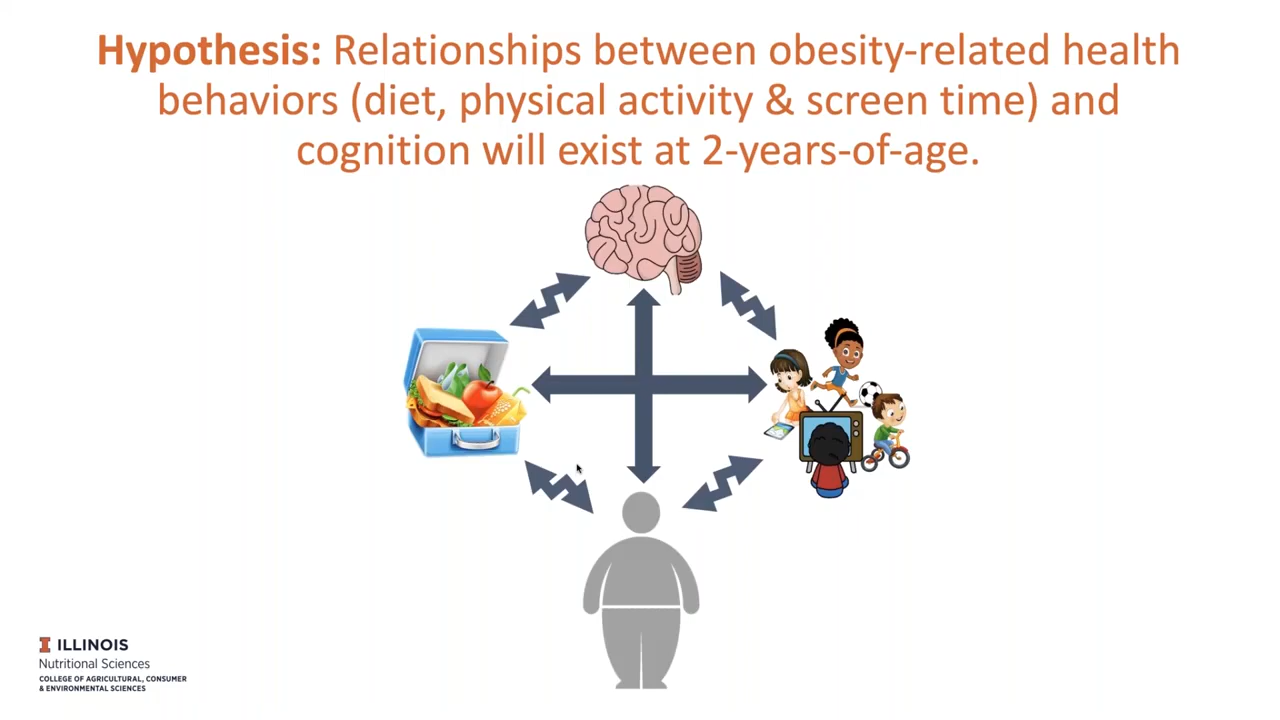 Hypothesis: Relationships between obesity-related health
behaviors (diet, physical activity & screen time) and
cognition will exist at 2-years-of-age.
I ILLINOIS
Nutritional Sciences
COLLEGE OF AGRICULTURAL, CONSUMER
& ENVIRONMENTAL SCIENCES